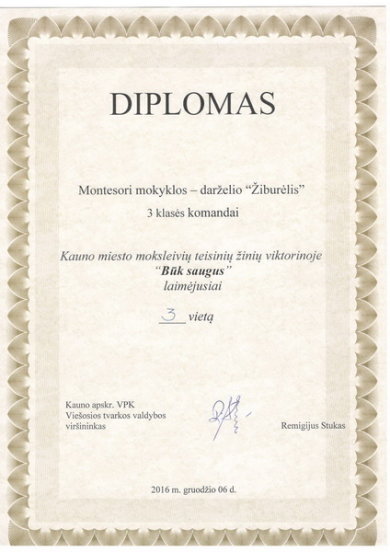 DIPLOMAS
Montesori mokyklos – darželio “Žiburėlis”
3 klasės komandai
Kauno miesto moksleivių teisinių žinių viktorinoje
“Būk saugus”
laimėjusiai
3 vietą
Kauno apskr. VPK
Viešosios tvarkos valdybos
viršininkas
Remigijus Stukas
2016 m. gruodžio 06 d.